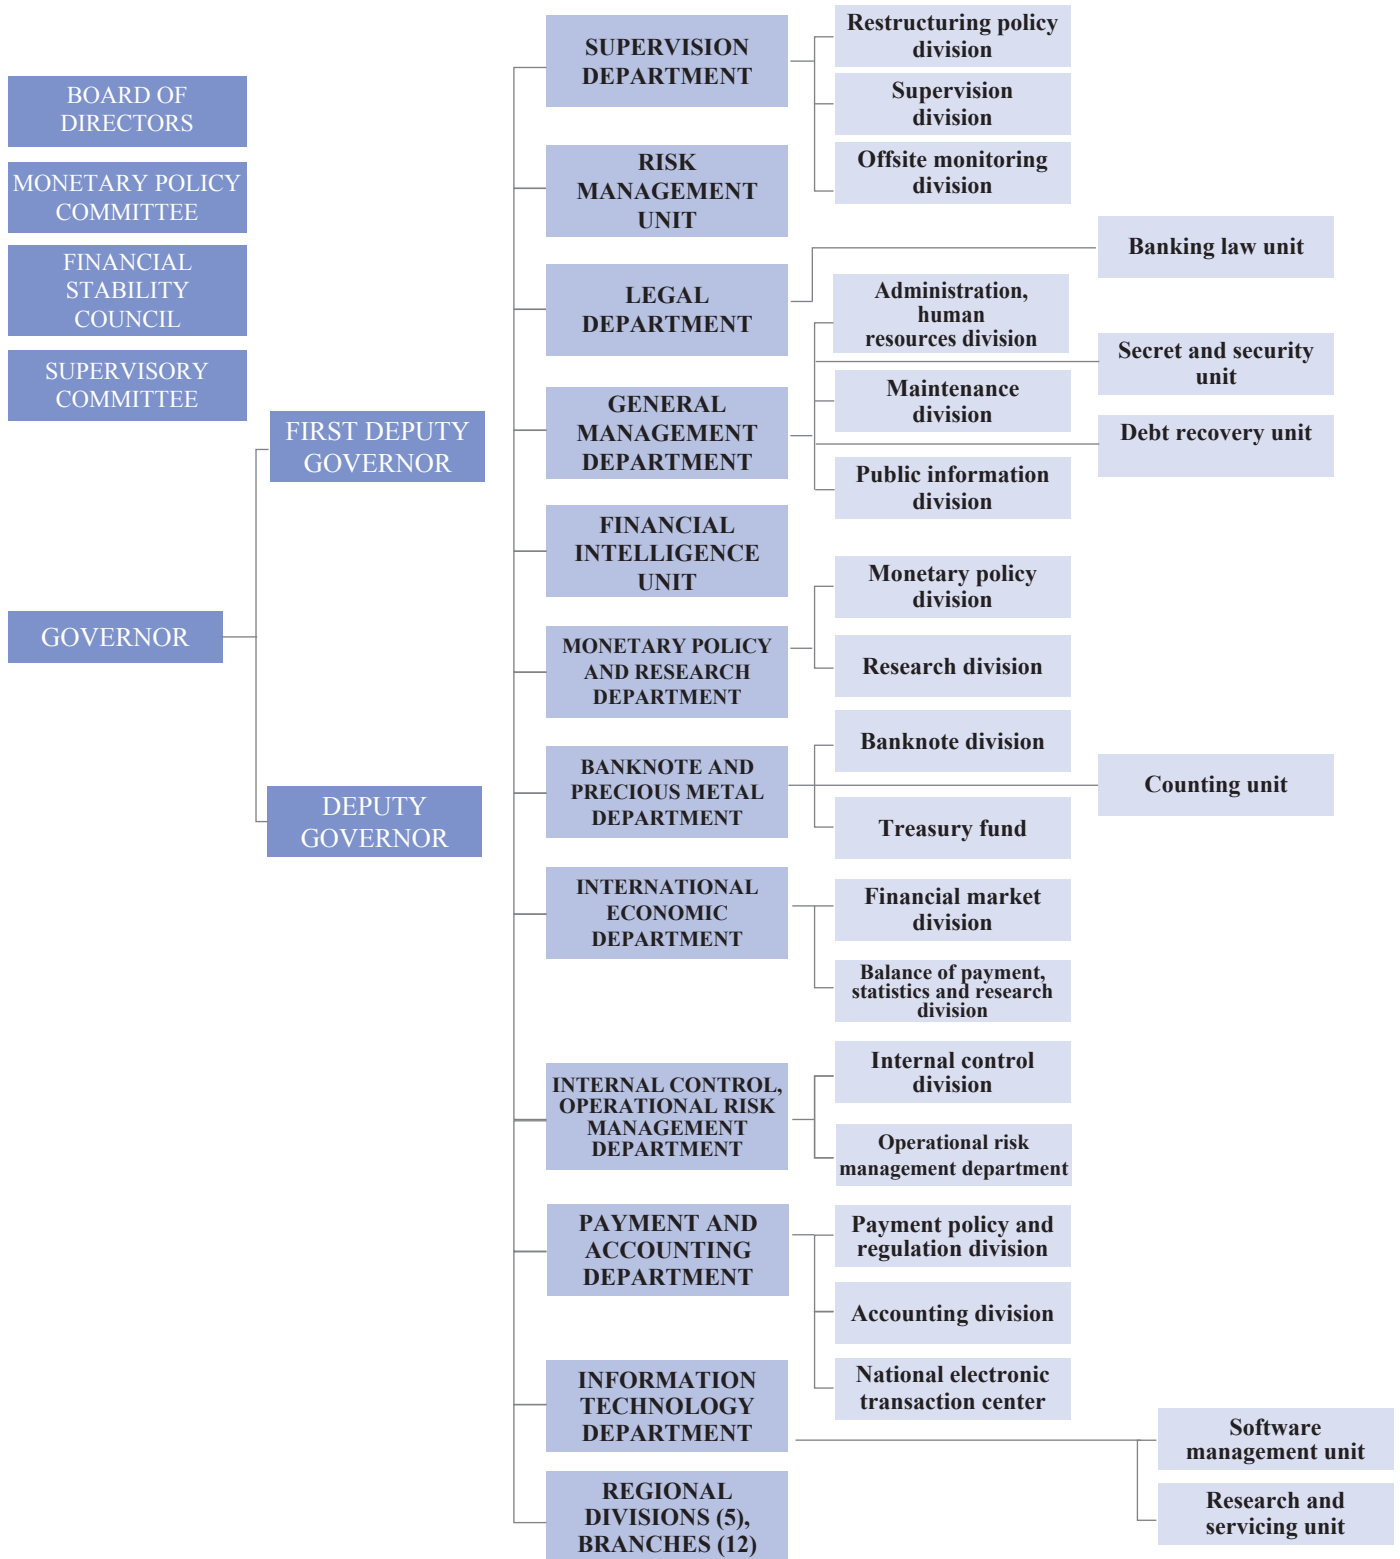 BOARD OF
DIRECTORS
MONETARY POLICY
COMMITTEE
FINANCIAL
STABILITY
COUNCIL
SUPERVISORY
COMMITTEE
GOVERNOR
FIRST DEPUTY
GOVERNOR
DEPUTY
GOVERNOR
SUPERVISION
DEPARTMENT
Restructuring policy
division
Supervision
division
Offsite monitoring
division
RISK
MANAGEMENT
UNIT
LEGAL
DEPARTMENT
Banking law unit
GENERAL
MANAGEMENT
DEPARTMENT
Administration,
human
resources division
Secret and security
unit
Maintenance
division
Debt recovery unit
Public information
division
FINANCIAL
INTELLIGENCE
UNIT
MONETARY POLICY
AND RESEARCH
DEPARTMENT
Monetary policy
division
Research division
BANKNOTE AND
PRECIOUS METAL
DEPARTMENT
Banknote division
Counting unit
Treasury fund
INTERNATIONAL
ECONOMIC
DEPARTMENT
Financial market
division
Balance of payment,
statistics and research
division
INTERNAL CONTROL,
OPERATIONAL RISK
MANAGEMENT
DEPARTMENT
Internal control
division
Operational risk
management department
PAYMENT AND
ACCOUNTING
DEPARTMENT
Payment policy and
regulation division
Accounting division
National electronic
transaction center
INFORMATION
TECHNOLOGY
DEPARTMENT
Software
management unit
Research and
servicing unit
REGIONAL
DIVISIONS (5),
BRANCHES (12)